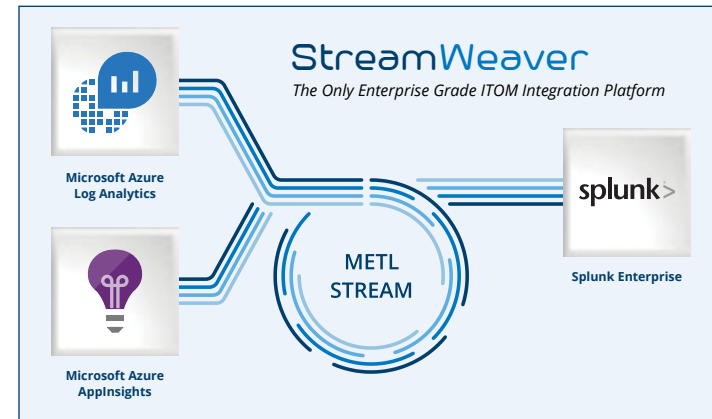 StreamWeaver
The Only Enterprise Grade ITOM Integration Platform
Microsoft Azure
Log Analytics
splunk>
METL
STREAM
Splunk Enterprise
Microsoft Azure
AppInsights